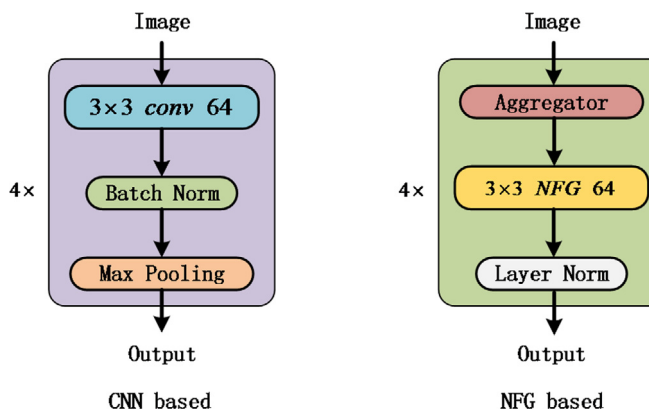 Image
3×3 conv 64
4×
Batch Norm
Max Pooling
Output
CNN based
Image
Aggregator
4×
3×3 NFG 64
Layer Norm
Output
NFG based